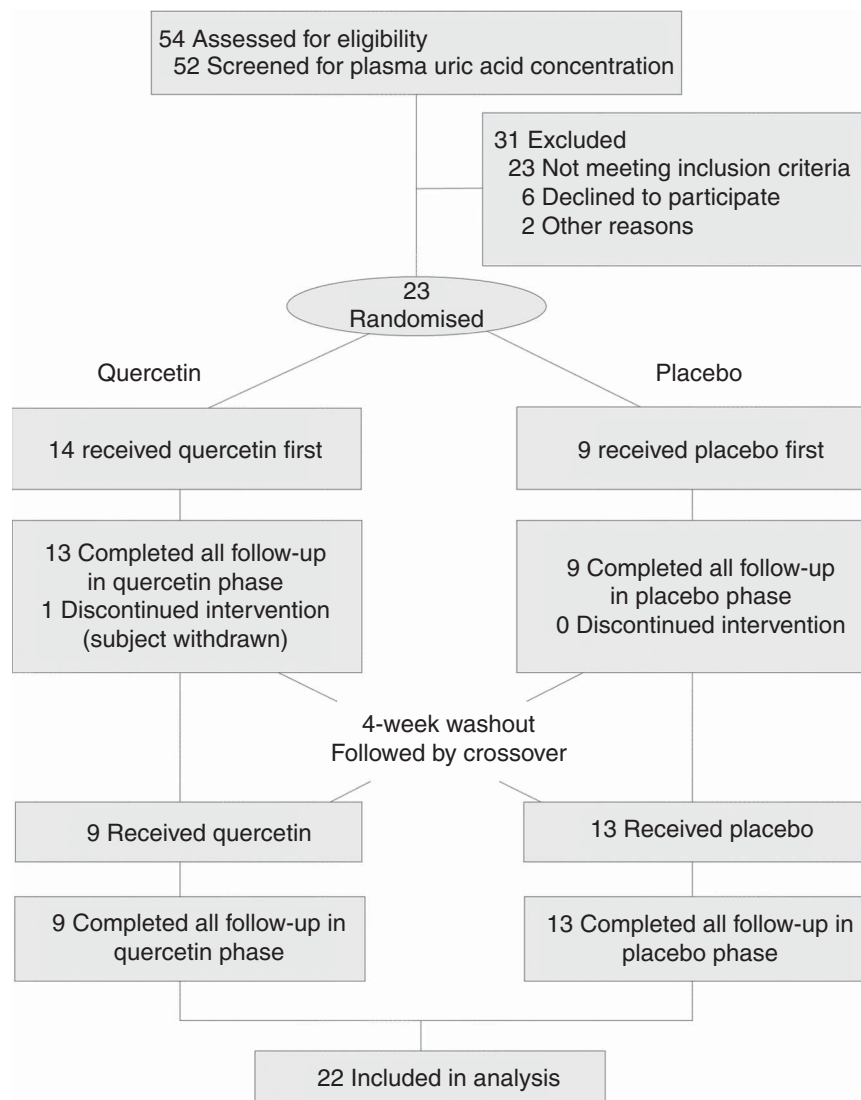 54 Assessed for eligibility
52 Screened for plasma uric acid concentration
31 Excluded
23 Not meeting inclusion criteria
6 Declined to participate
2 Other reasons
23
Randomised
Quercetin
Placebo
14 received quercetin first
9 received placebo first
13 Completed all follow-up
in quercetin phase
1 Discontinued intervention
(subject withdrawn)
9 Completed all follow-up
in placebo phase
0 Discontinued intervention
4-week washout
Followed by crossover
9 Received quercetin
13 Received placebo
9 Completed all follow-up in
quercetin phase
13 Completed all follow-up in
placebo phase
22 Included in analysis